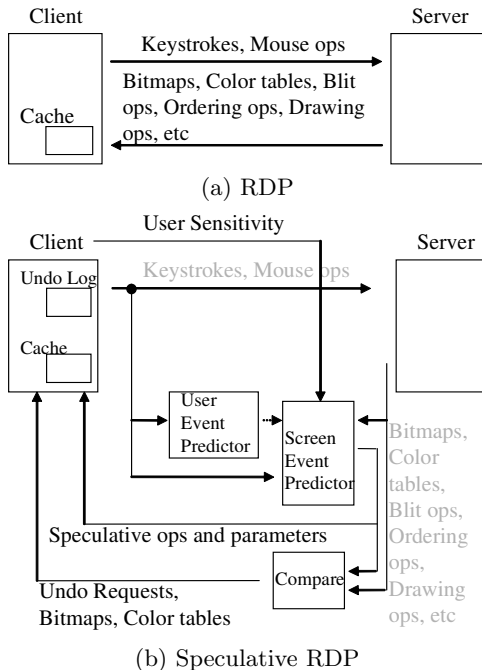 Client
Server
Keystrokes, Mouse ops
Bitmaps, Color tables, Blit
ops, Ordering ops, Drawing
ops, etc
Cache
(a) RDP
User Sensitivity
Client
Server
Undo Log
Keystrokes, Mouse ops
Cache
User
Event
Predictor
Screen
Event
Predictor
Bitmaps,
Color
tables,
Blit ops,
Ordering
ops,
Drawing
ops, etc
Speculative ops and parameters
Compare
Undo Requests,
Bitmaps, Color tables
(b) Speculative RDP